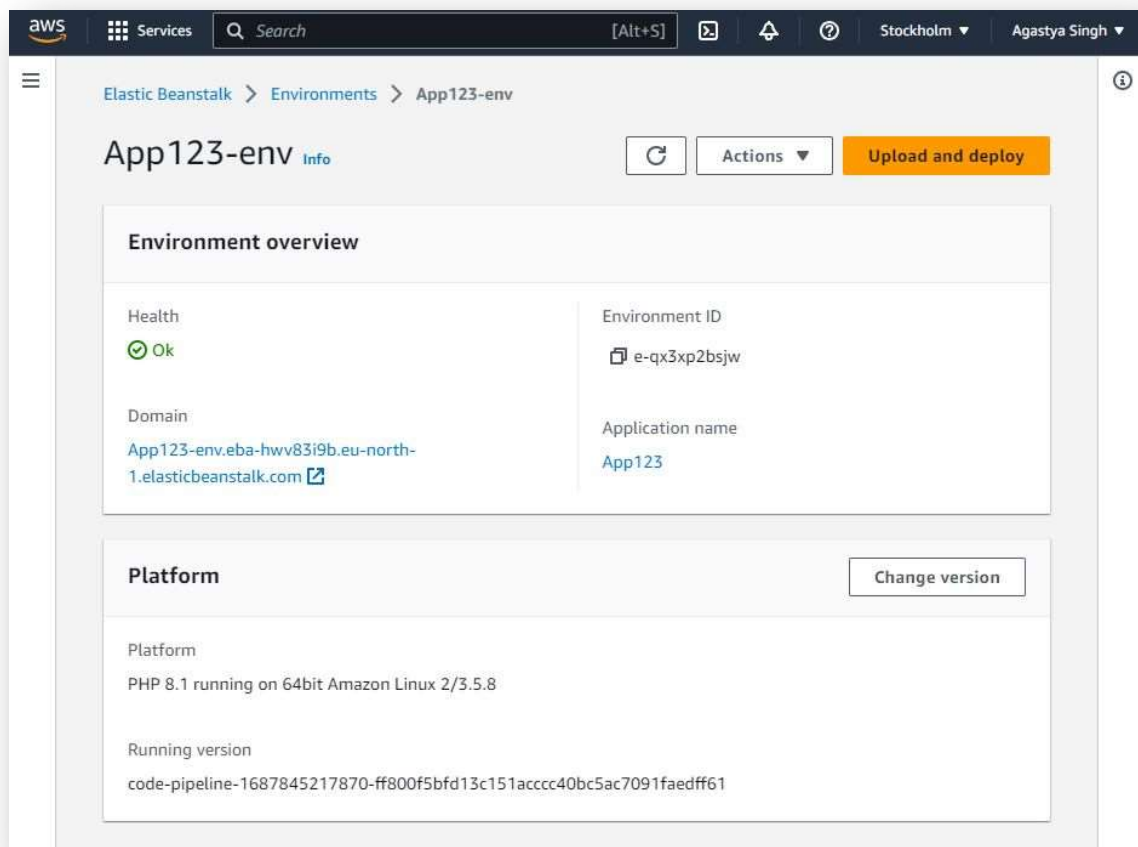 aws Services Search [Alt+S] Stockholm Agastya Singh
Elastic Beanstalk > Environments > App123-env
App123-env Info
Actions Upload and deploy
Environment overview
Health
Ok
Domain
App123-env.eba-hwv83i9b.eu-north-
1.elasticbeanstalk.com
Environment ID
e-qx3xp2bsjw
Application name
App123
Platform
Change version
Platform
PHP 8.1 running on 64bit Amazon Linux 2/3.5.8
Running version
code-pipeline-1687845217870-ff800f5bfd13c151acccc40bc5ac7091faedff61